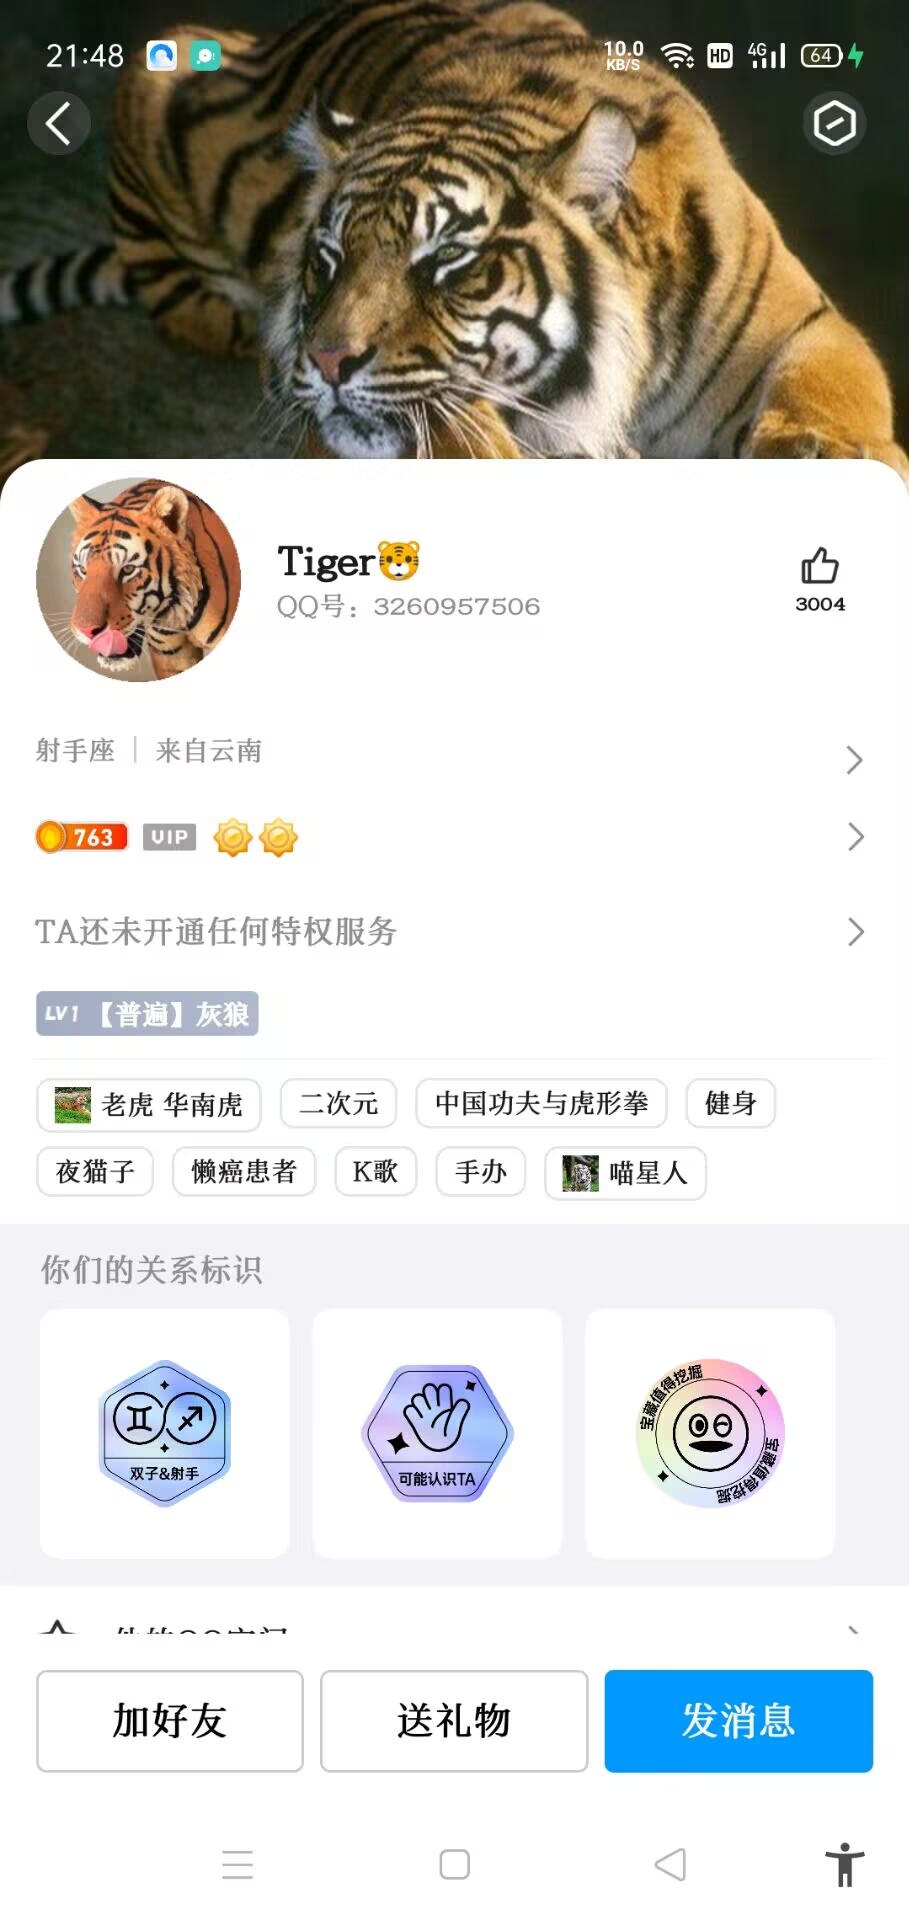 21:48
10.0
KB/S
HD
4G
64
Tiger🐯
QQ号：3260957506
3004
射手座 | 来自云南
763 VIP
TA还未开通任何特权服务
LV1 【普遍】灰狼
老虎 华南虎 二次元 中国功夫与虎形拳 健身
夜猫子 懒癌患者 K歌 手办 喵星人
你们的关系标识
双子&射手
可能认识TA
宝藏值得挖掘
宝藏值得挖掘
加好友 送礼物 发消息